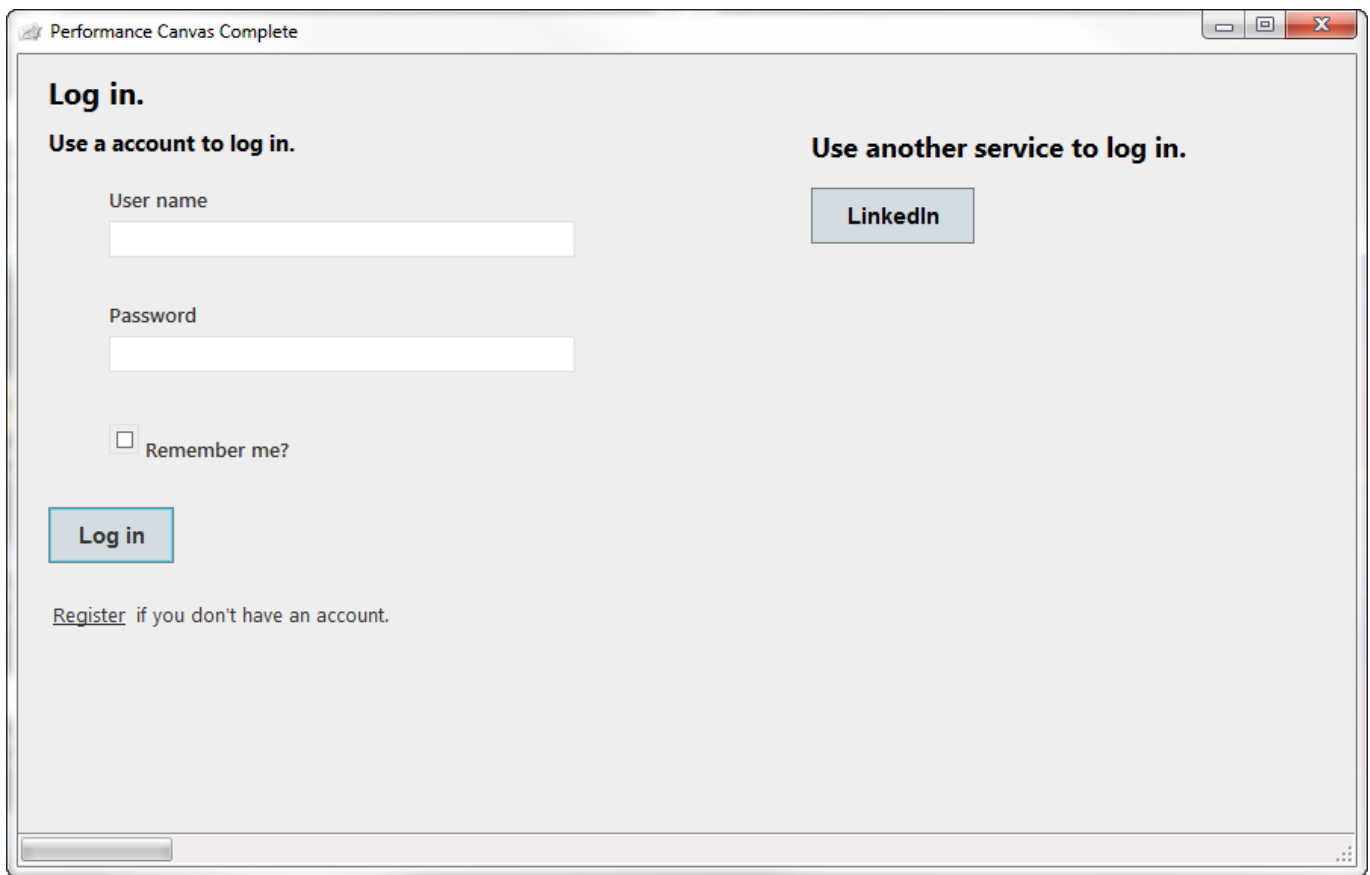 Performance Canvas Complete
Log in.
Use a account to log in.
User name
Password
Remember me?
Log in
Register if you don't have an account.
Use another service to log in.
LinkedIn